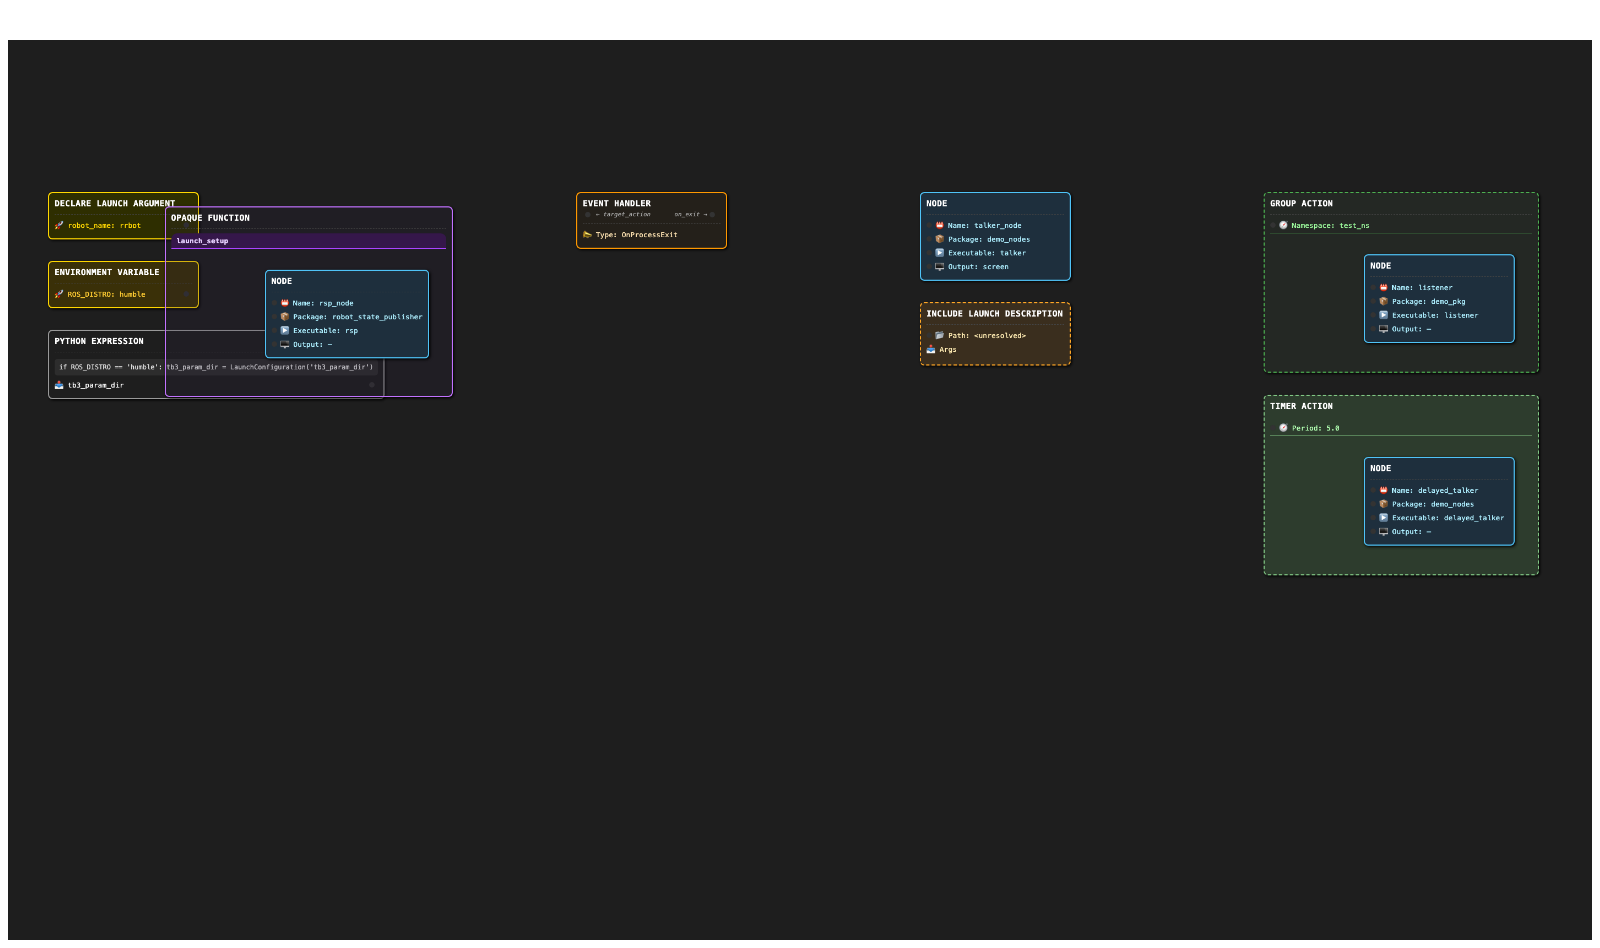 DECLARE LAUNCH ARGUMENT
🚀 robot_name: rrbot
ENVIRONMENT VARIABLE
🚀 ROS_DISTRO: humble
PYTHON EXPRESSION
if ROS_DISTRO == 'humble': tb3_param_dir = LaunchConfiguration('tb3_param_dir')
📥 tb3_param_dir
OPAQUE FUNCTION
launch_setup
NODE
Name: rsp_node
📦 Package: robot_state_publisher
▶️ Executable: rsp
🖥️ Output: —
EVENT HANDLER
← target_action on_exit →
Type: OnProcessExit
NODE
Name: talker_node
📦 Package: demo_nodes
▶️ Executable: talker
🖥️ Output: screen
INCLUDE LAUNCH DESCRIPTION
Path: <unresolved>
📥 Args
GROUP ACTION
🧭 Namespace: test_ns
NODE
Name: listener
📦 Package: demo_pkg
▶️ Executable: listener
🖥️ Output: —
TIMER ACTION
🧭 Period: 5.0
NODE
Name: delayed_talker
📦 Package: demo_nodes
▶️ Executable: delayed_talker
🖥️ Output: —